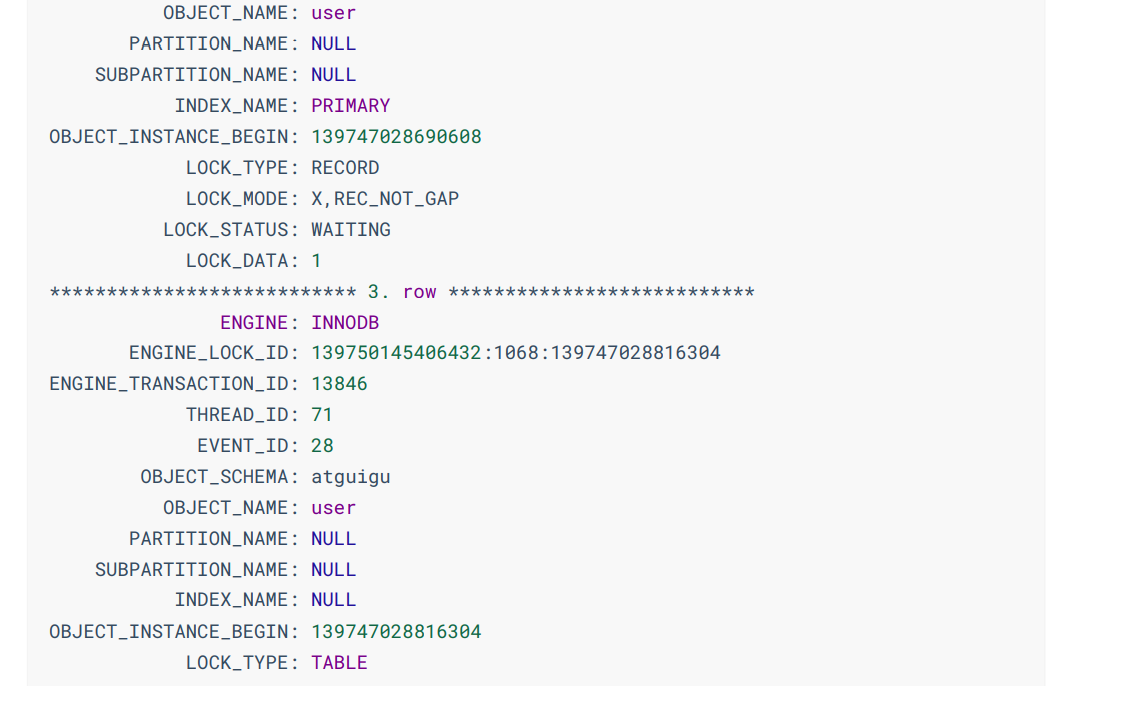 OBJECT_NAME: user
PARTITION_NAME: NULL
SUBPARTITION_NAME: NULL
INDEX_NAME: PRIMARY
OBJECT_INSTANCE_BEGIN: 139747028690608
LOCK_TYPE: RECORD
LOCK_MODE: X,REC_NOT_GAP
LOCK_STATUS: WAITING
LOCK_DATA: 1
*************************** 3. row ***************************
ENGINE: INNODB
ENGINE_LOCK_ID: 139750145406432:1068:139747028816304
ENGINE_TRANSACTION_ID: 13846
THREAD_ID: 71
EVENT_ID: 28
OBJECT_SCHEMA: atguigu
OBJECT_NAME: user
PARTITION_NAME: NULL
SUBPARTITION_NAME: NULL
INDEX_NAME: NULL
OBJECT_INSTANCE_BEGIN: 139747028816304
LOCK_TYPE: TABLE